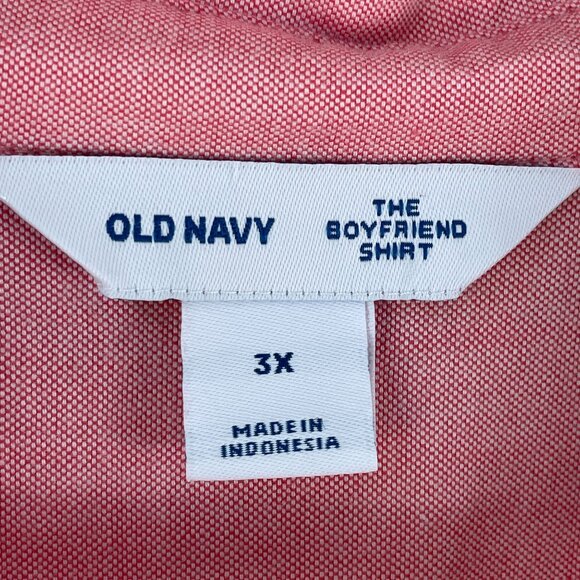 OLD NAVY
THE
BOYFRIEND
SHIRT
3X
MADE IN
INDONESIA